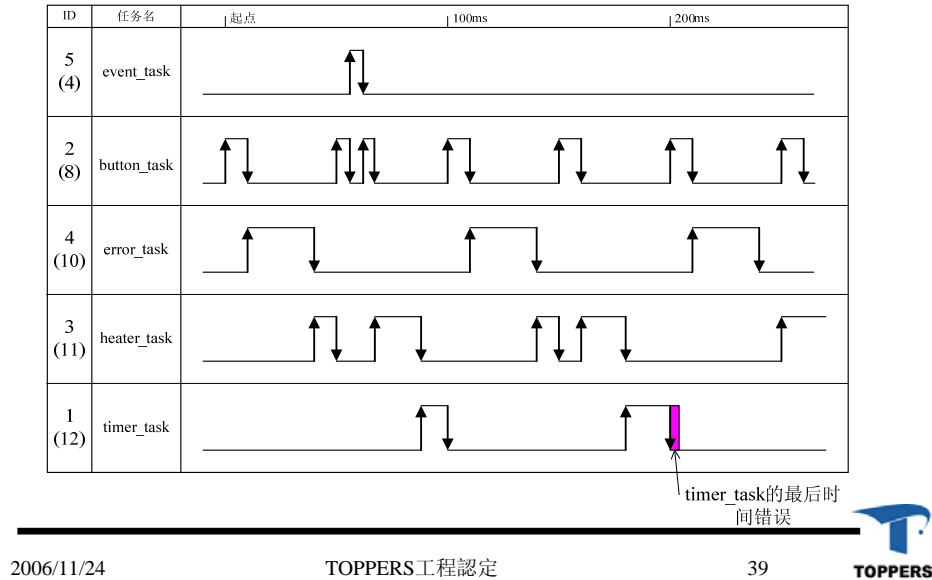 ID 任务名 起点 100ms 200ms
5
(4)
event_task
2
(8)
button_task
4
(10)
error_task
3
(11)
heater_task
1
(12)
timer_task
timer_task的最后时
间错误
2006/11/24 TOPPERS工程認定 39
TOPPERS